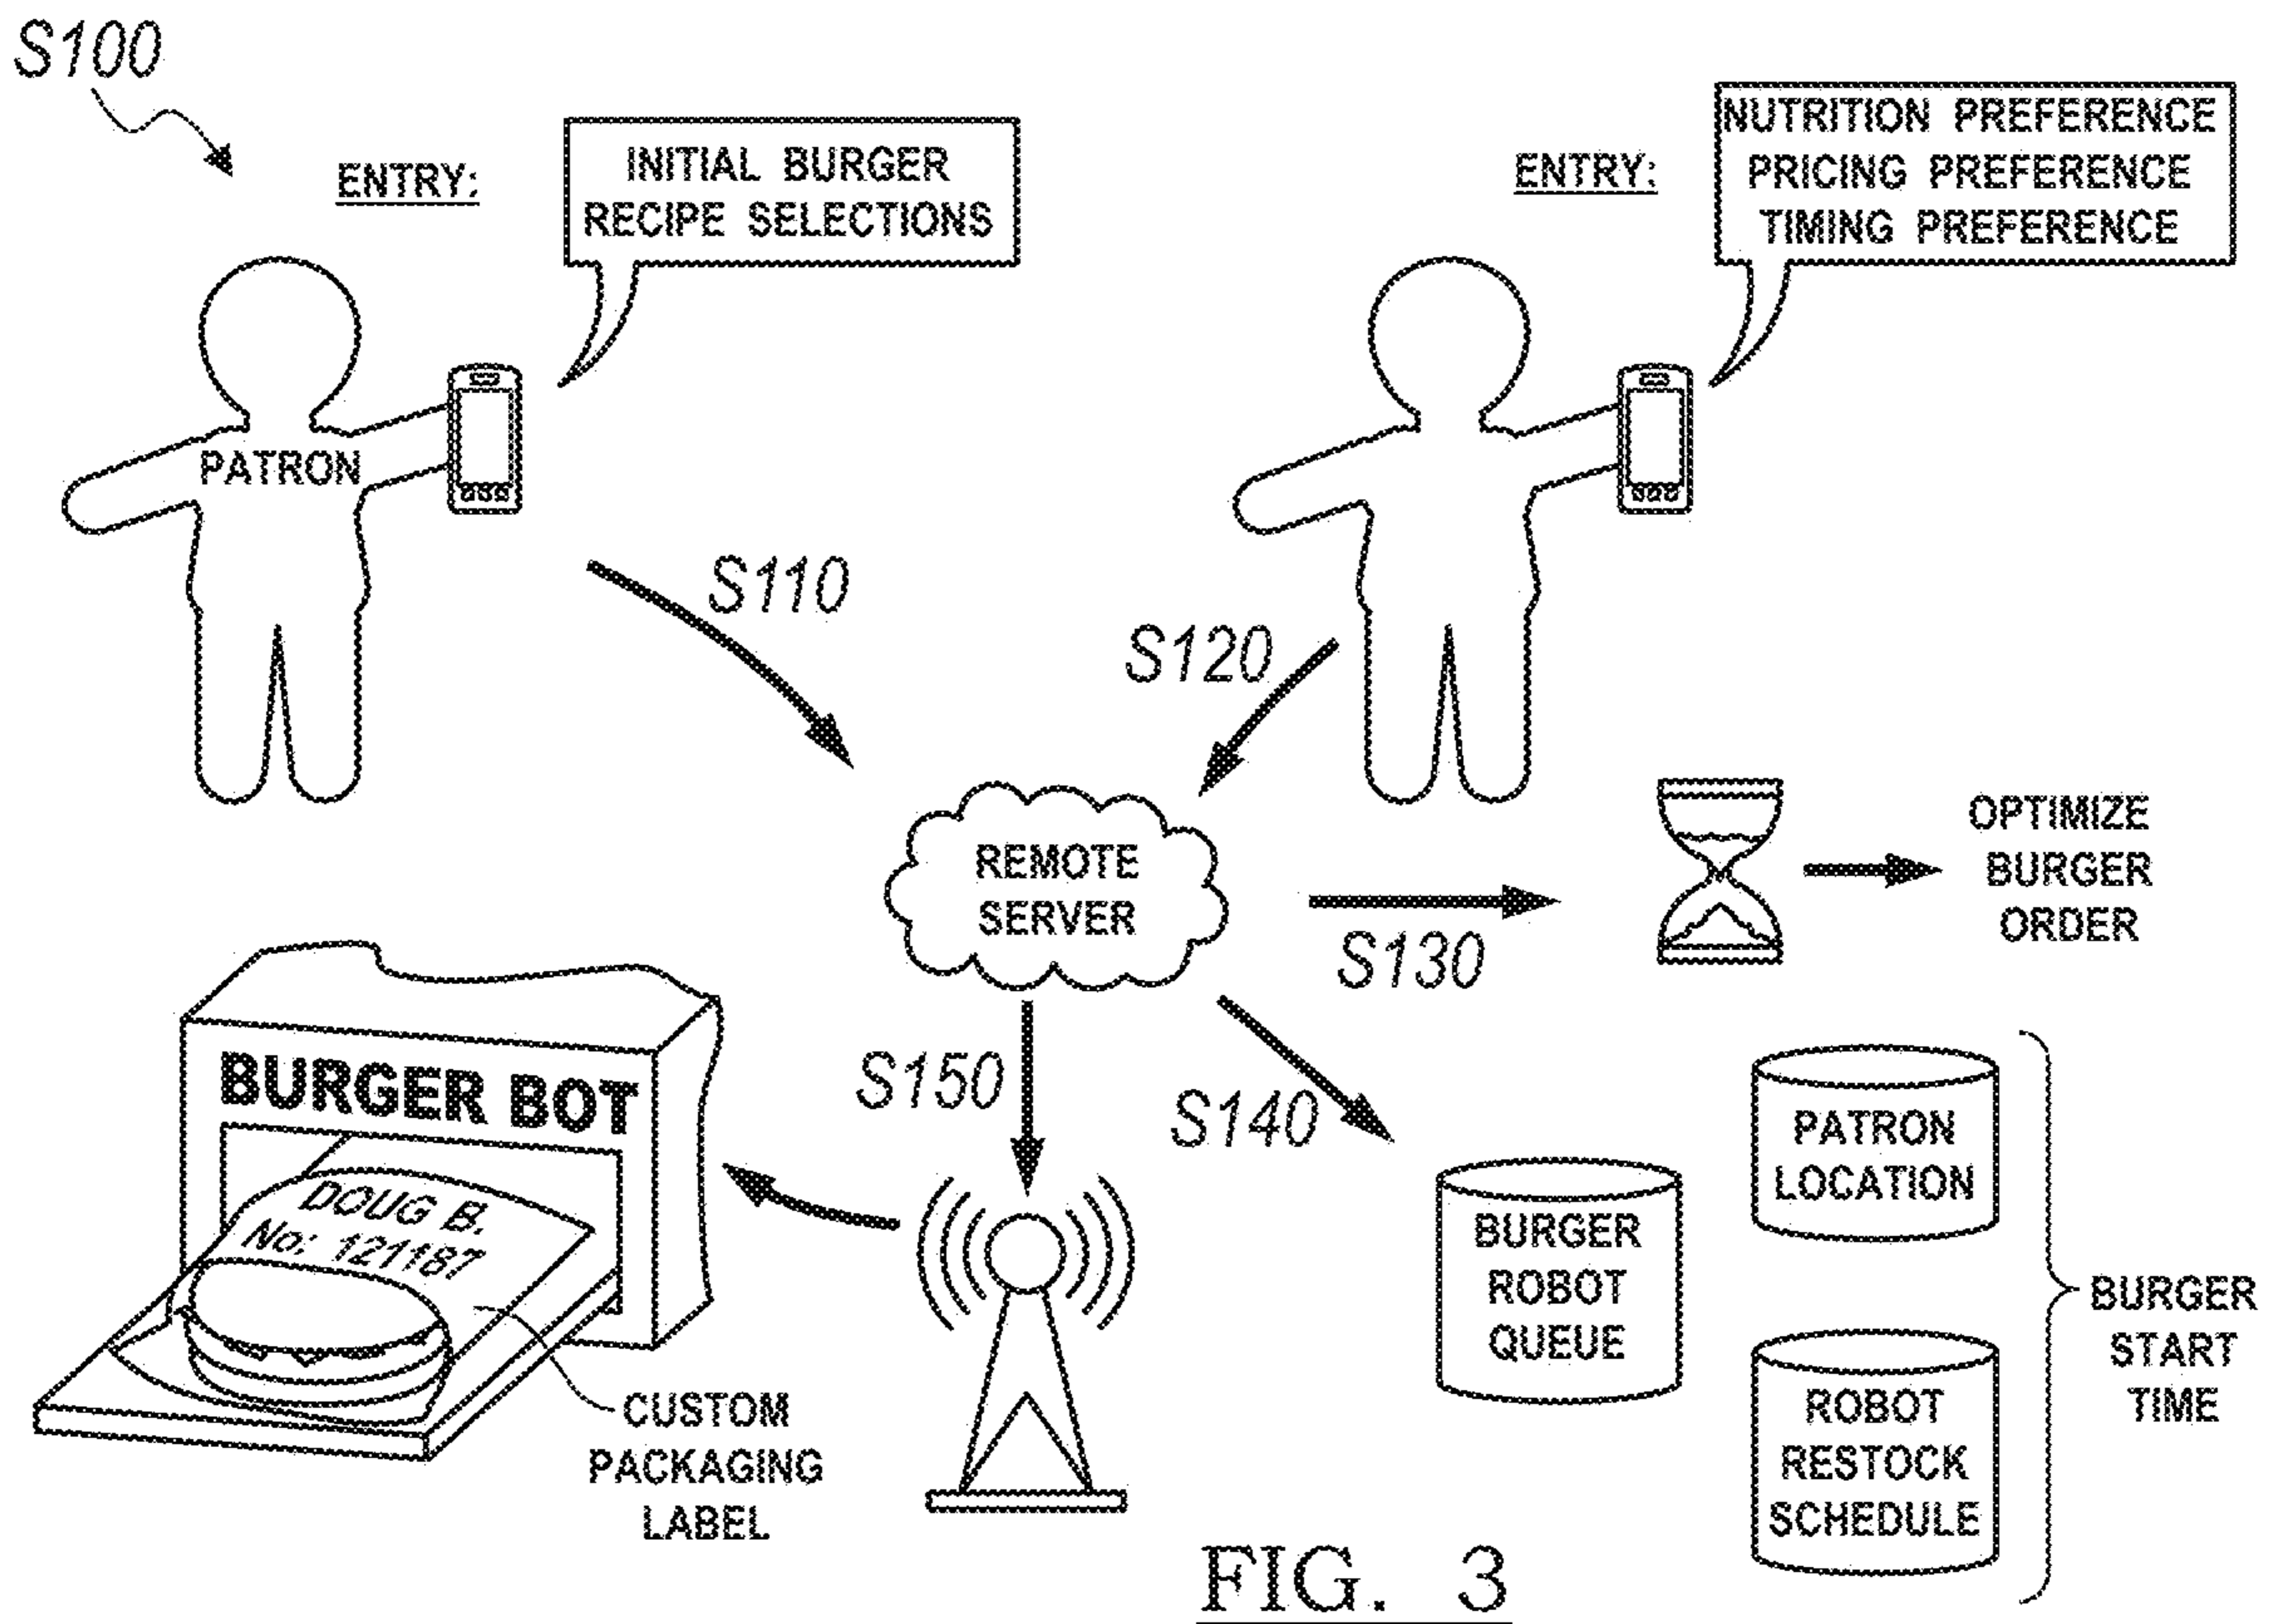 S100
ENTRY:
INITIAL BURGER
RECIPE SELECTIONS
ENTRY:
NUTRITION PREFERENCE
PRICING PREFERENCE
TIMING PREFERENCE
PATRON
S110
S120
REMOTE
SERVER
S130
OPTIMIZE
BURGER
ORDER
S150
S140
BURGER BOT
DOUG B.
No: 121187
CUSTOM
PACKAGING
LABEL
BURGER
ROBOT
QUEUE
PATRON
LOCATION
ROBOT
RESTOCK
SCHEDULE
BURGER
START
TIME
FIG. 3